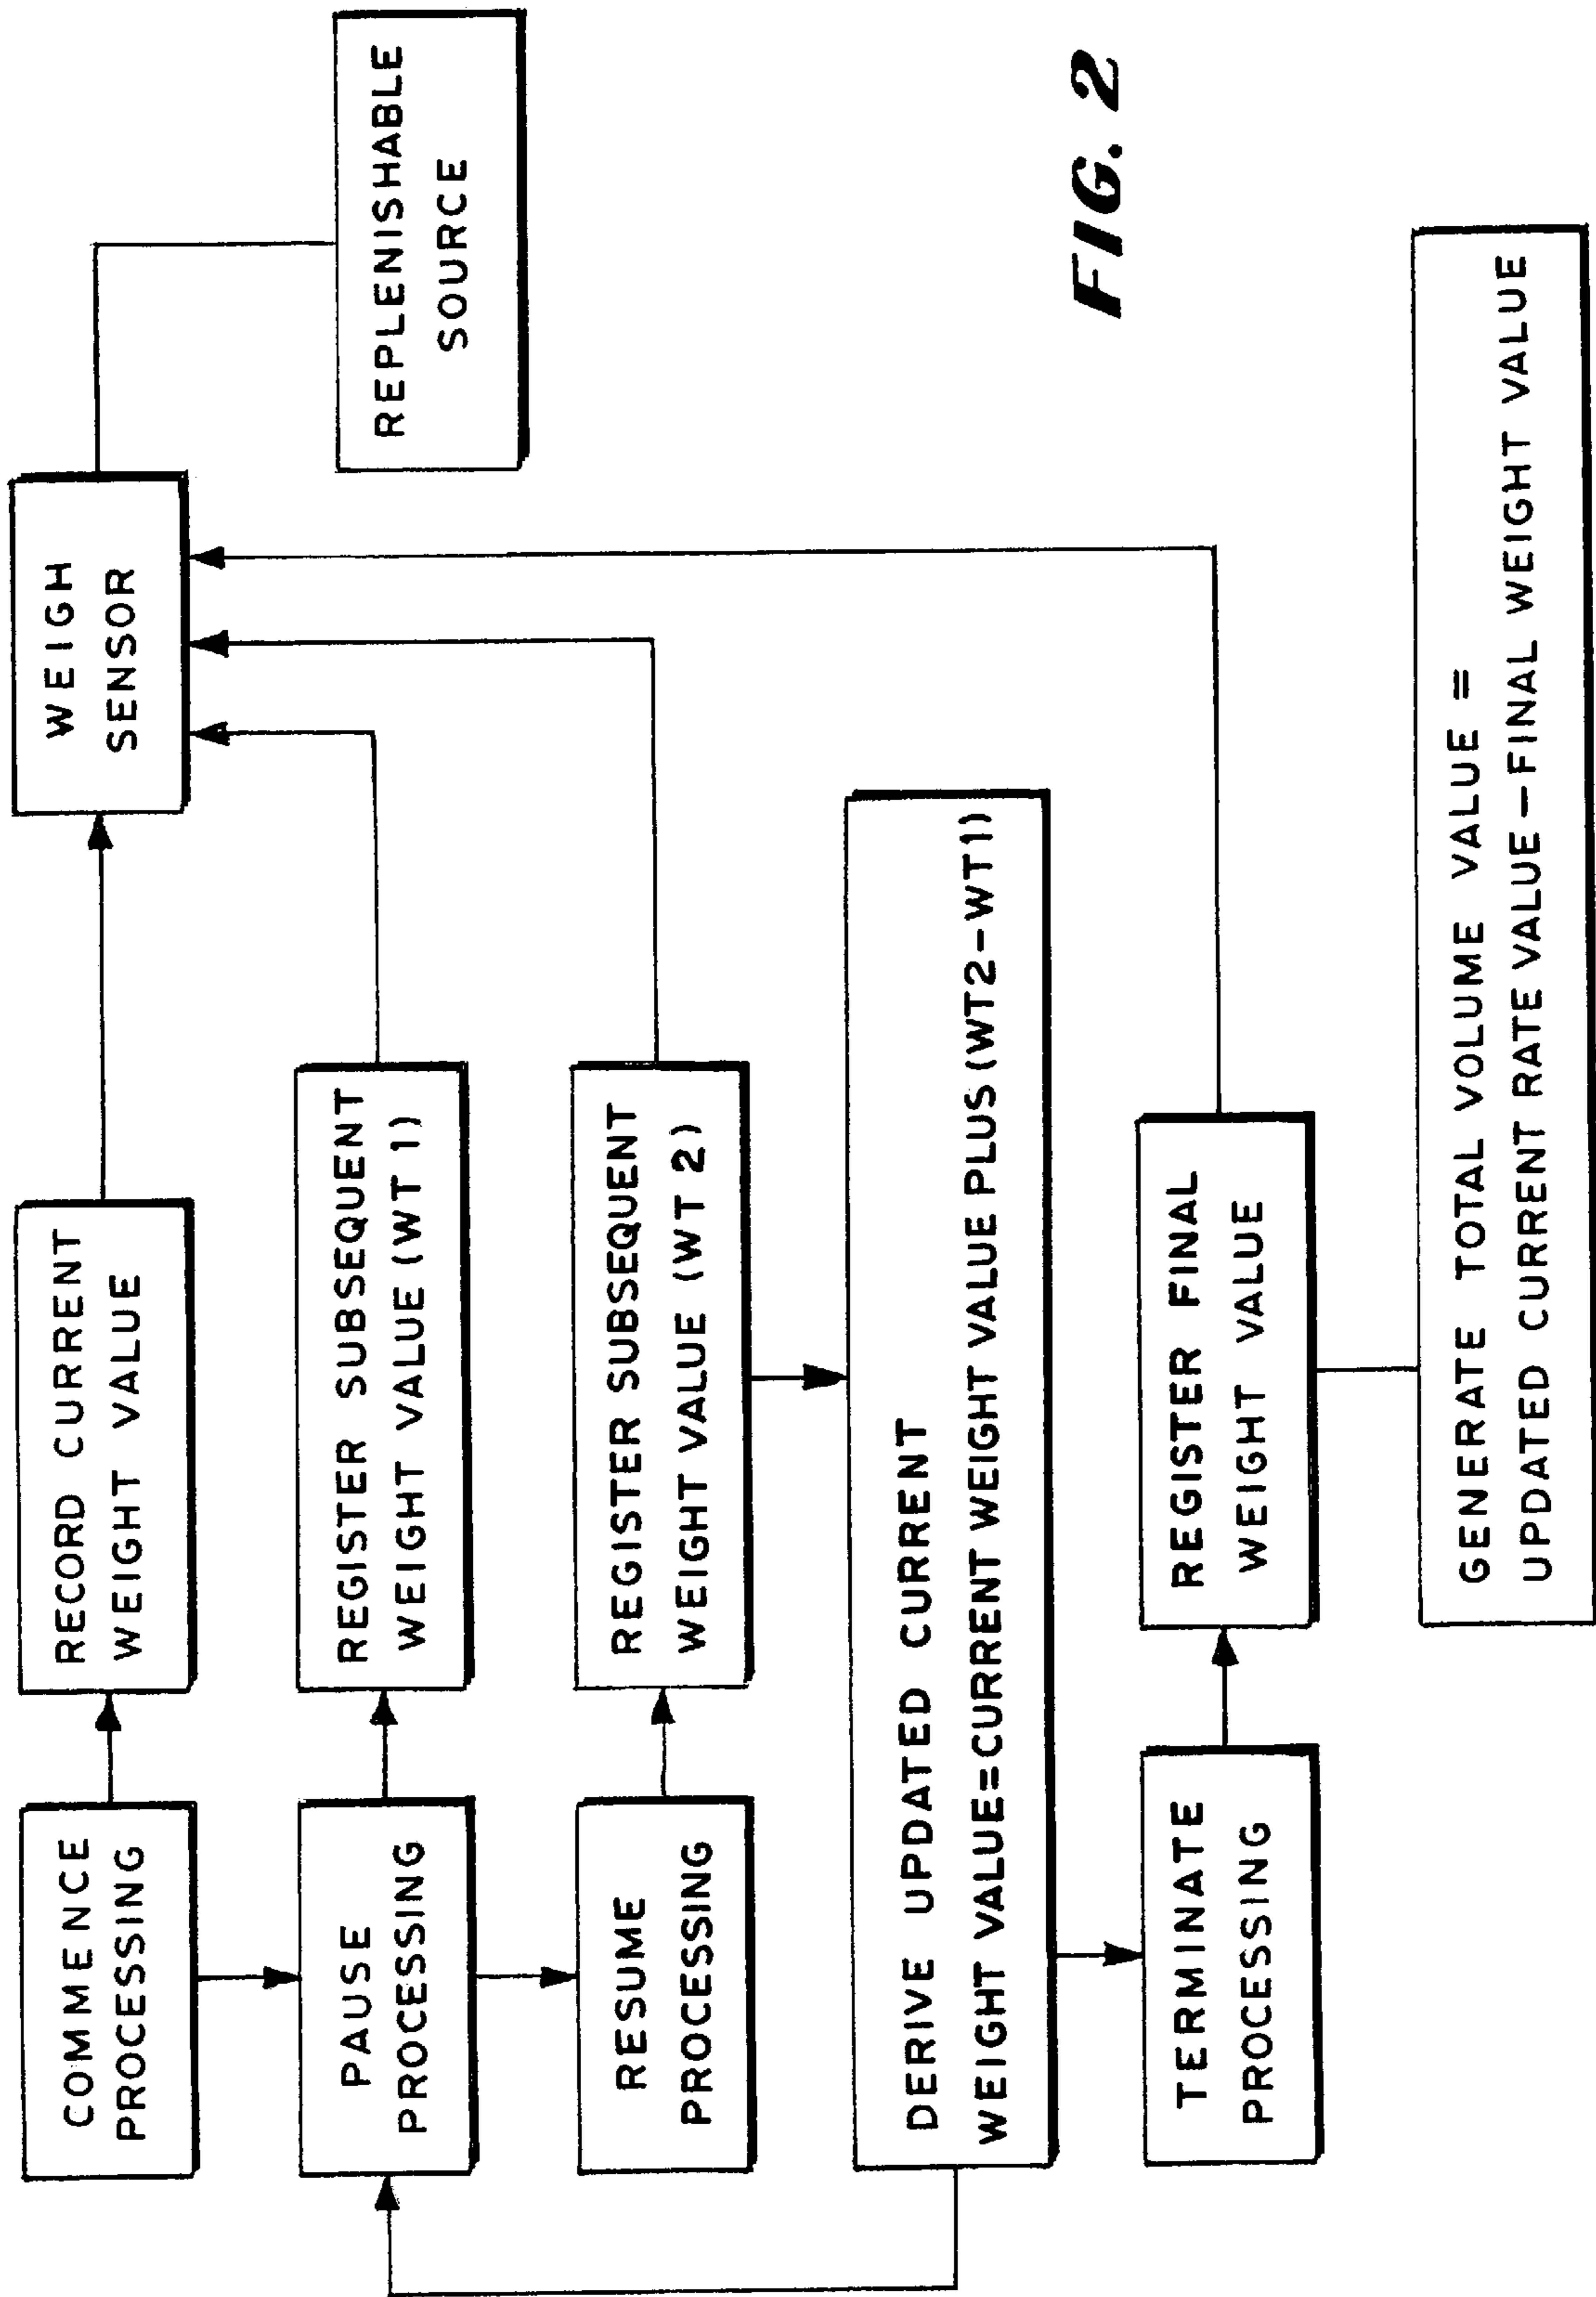 COMMENCE
PROCESSING
RECORD CURRENT
WEIGHT VALUE
WEIGH
SENSOR
REPLENISHABLE
SOURCE
PAUSE
PROCESSING
REGISTER SUBSEQUENT
WEIGHT VALUE (WT 1)
RESUME
PROCESSING
REGISTER SUBSEQUENT
WEIGHT VALUE (WT 2)
DERIVE UPDATED CURRENT
WEIGHT VALUE=CURRENT WEIGHT VALUE PLUS (WT2-WT1)
TERMINATE
PROCESSING
REGISTER FINAL
WEIGHT VALUE
GENERATE TOTAL VOLUME VALUE =
UPDATED CURRENT RATE VALUE-FINAL WEIGHT VALUE
FIG. 2